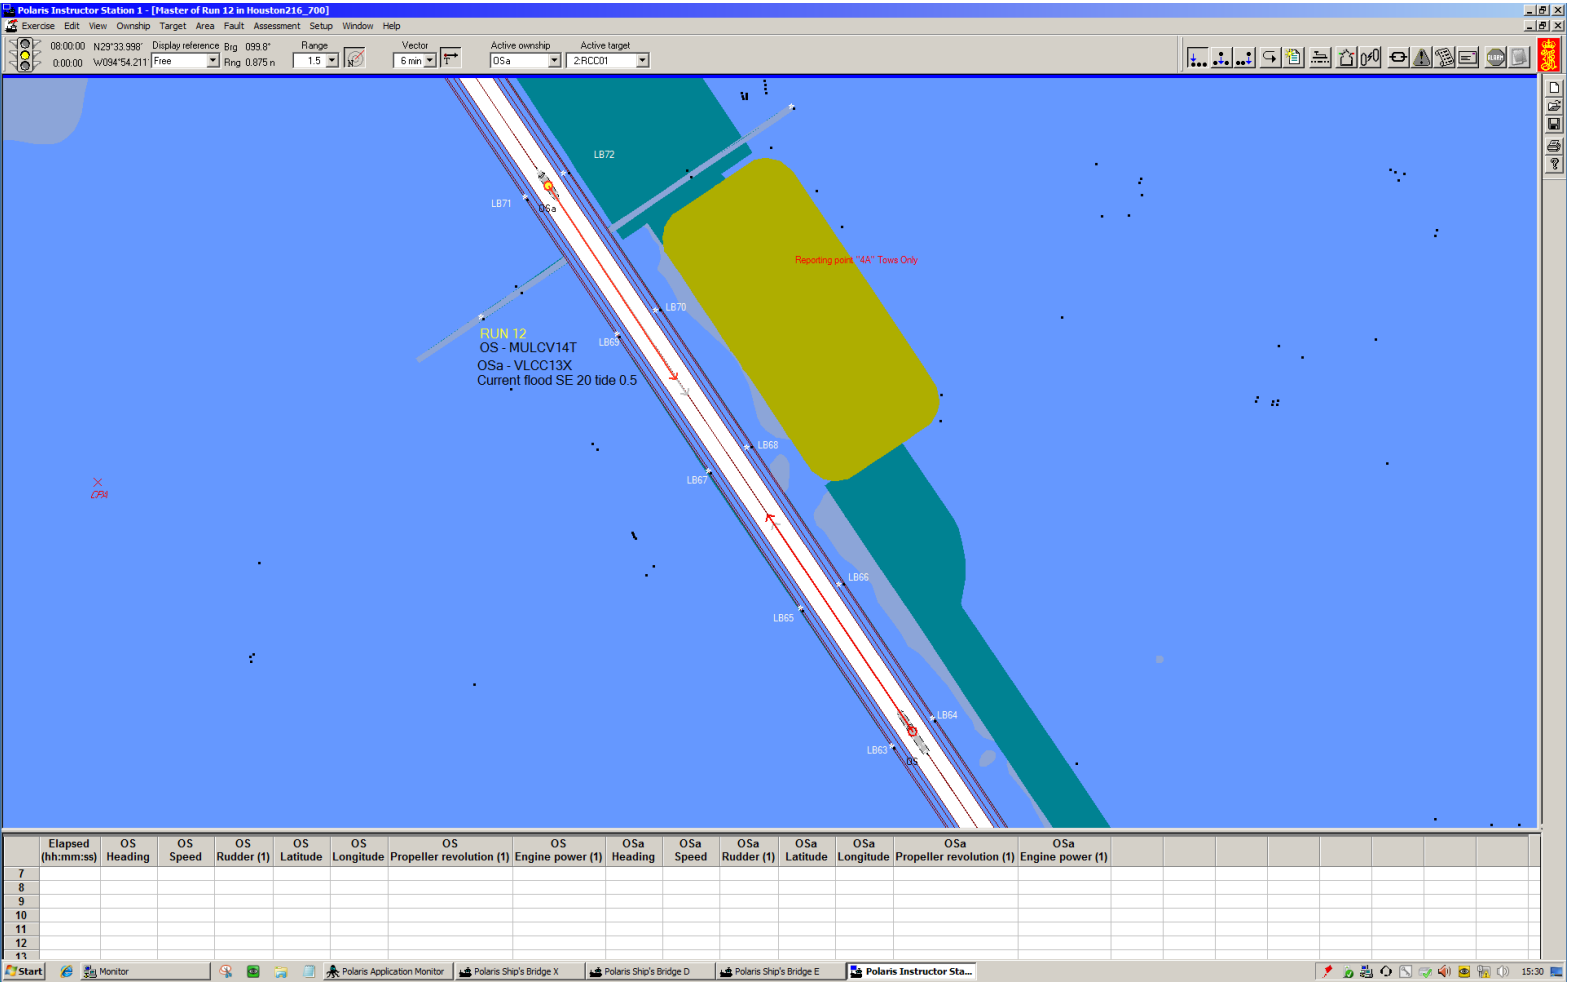 Polaris Instructor Station 1 - [Master of Run 12 in Houston216_700]
Exercise Edit View Ownship Target Area Fault Assessment Setup Window Help
08:00:00 N29°33.998' Display reference Brg 099.8° Range Vector Active ownship Active target
0:00:00 W094°54.211' Free Rng 0.875 n 1.5 6 min OSa 2:RCC01
LB72
LB71
OSa
Reporting point "4A" Tows Only
LB70
RUN 12
LB69
OS - MULCV14T
OSa - VLCC13X
Current flood SE 20 tide 0.5
LB68
LB67
CPA
LB66
LB65
LB64
LB63
OS
Elapsed OS OS OS OS OS OS OS OSa OSa OSa OSa OSa OSa OSa
(hh:mm:ss) Heading Speed Rudder (1) Latitude Longitude Propeller revolution (1) Engine power (1) Heading Speed Rudder (1) Latitude Longitude Propeller revolution (1) Engine power (1)
7
8
9
10
11
12
13
Start Monitor Polaris Application Monitor Polaris Ship's Bridge X Polaris Ship's Bridge D Polaris Ship's Bridge E Polaris Instructor Sta... 15:30